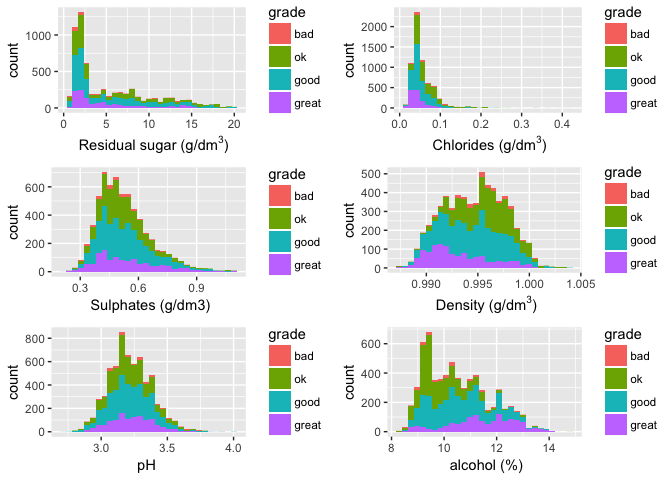 grade
bad
ok
good
great
count
1000
500
0
0 5 10 15 20
Residual sugar (g/dm³)
grade
bad
ok
good
great
count
2000
1500
1000
500
0
0.0 0.1 0.2 0.3 0.4
Chlorides (g/dm³)
grade
bad
ok
good
great
count
600
400
200
0
0.3 0.6 0.9
Sulphates (g/dm3)
grade
bad
ok
good
great
count
500
400
300
200
100
0
0.990 0.995 1.000 1.005
Density (g/dm³)
grade
bad
ok
good
great
count
800
600
400
200
0
3.0 3.5 4.0
pH
grade
bad
ok
good
great
count
600
400
200
0
8 10 12 14
alcohol (%)